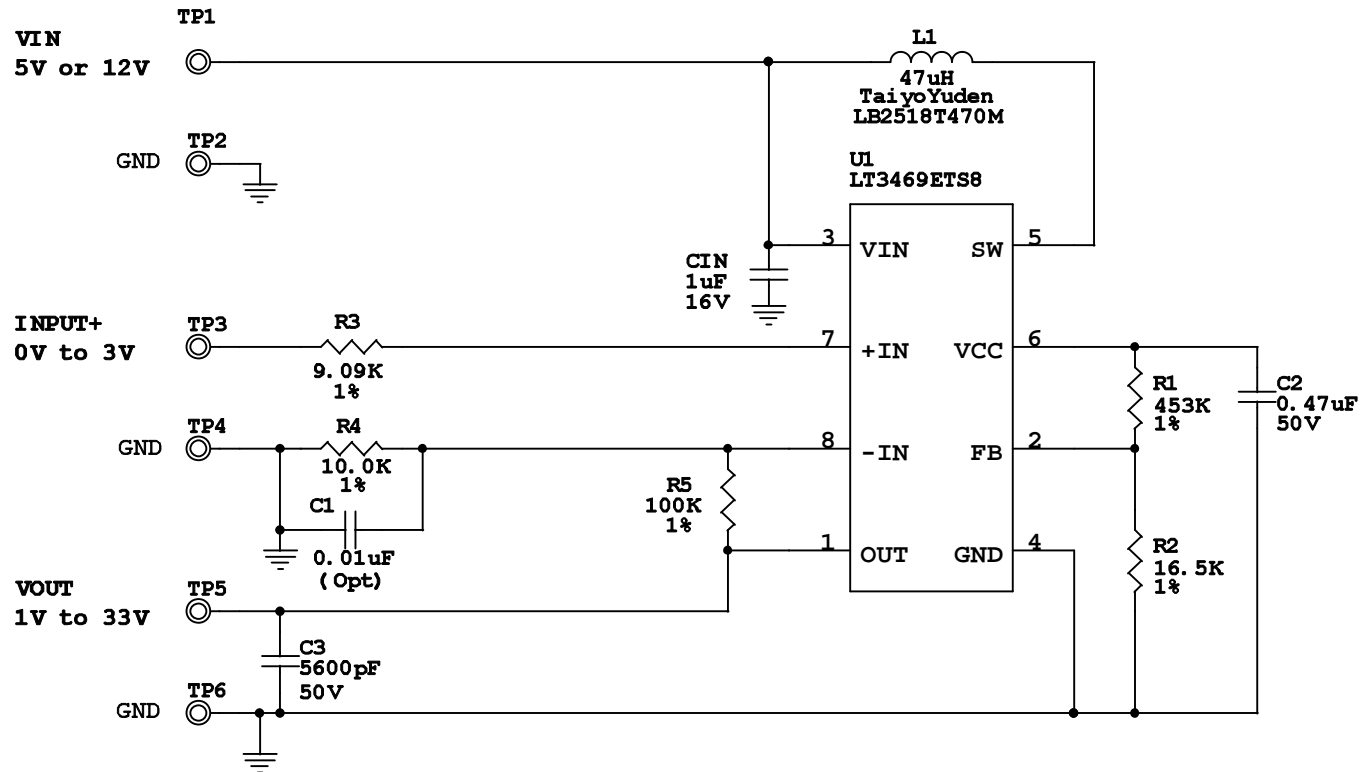 TP1
VIN
5V or 12V
L1
47uH
TaiyoYuden
LB2518T470M
TP2
GND
U1
LT3469ETS8
3
VIN
SW
5
CIN
1uF
16V
INPUT+
0V to 3V
TP3
R3
9.09K
1%
7
+IN
VCC
6
R1
453K
1%
C2
0.47uF
50V
TP4
GND
R4
10.0K
1%
8
-IN
FB
2
C1
0.01uF
(Opt)
R5
100K
1%
1
OUT
GND
4
R2
16.5K
1%
VOUT
1V to 33V
TP5
C3
5600pF
50V
TP6
GND